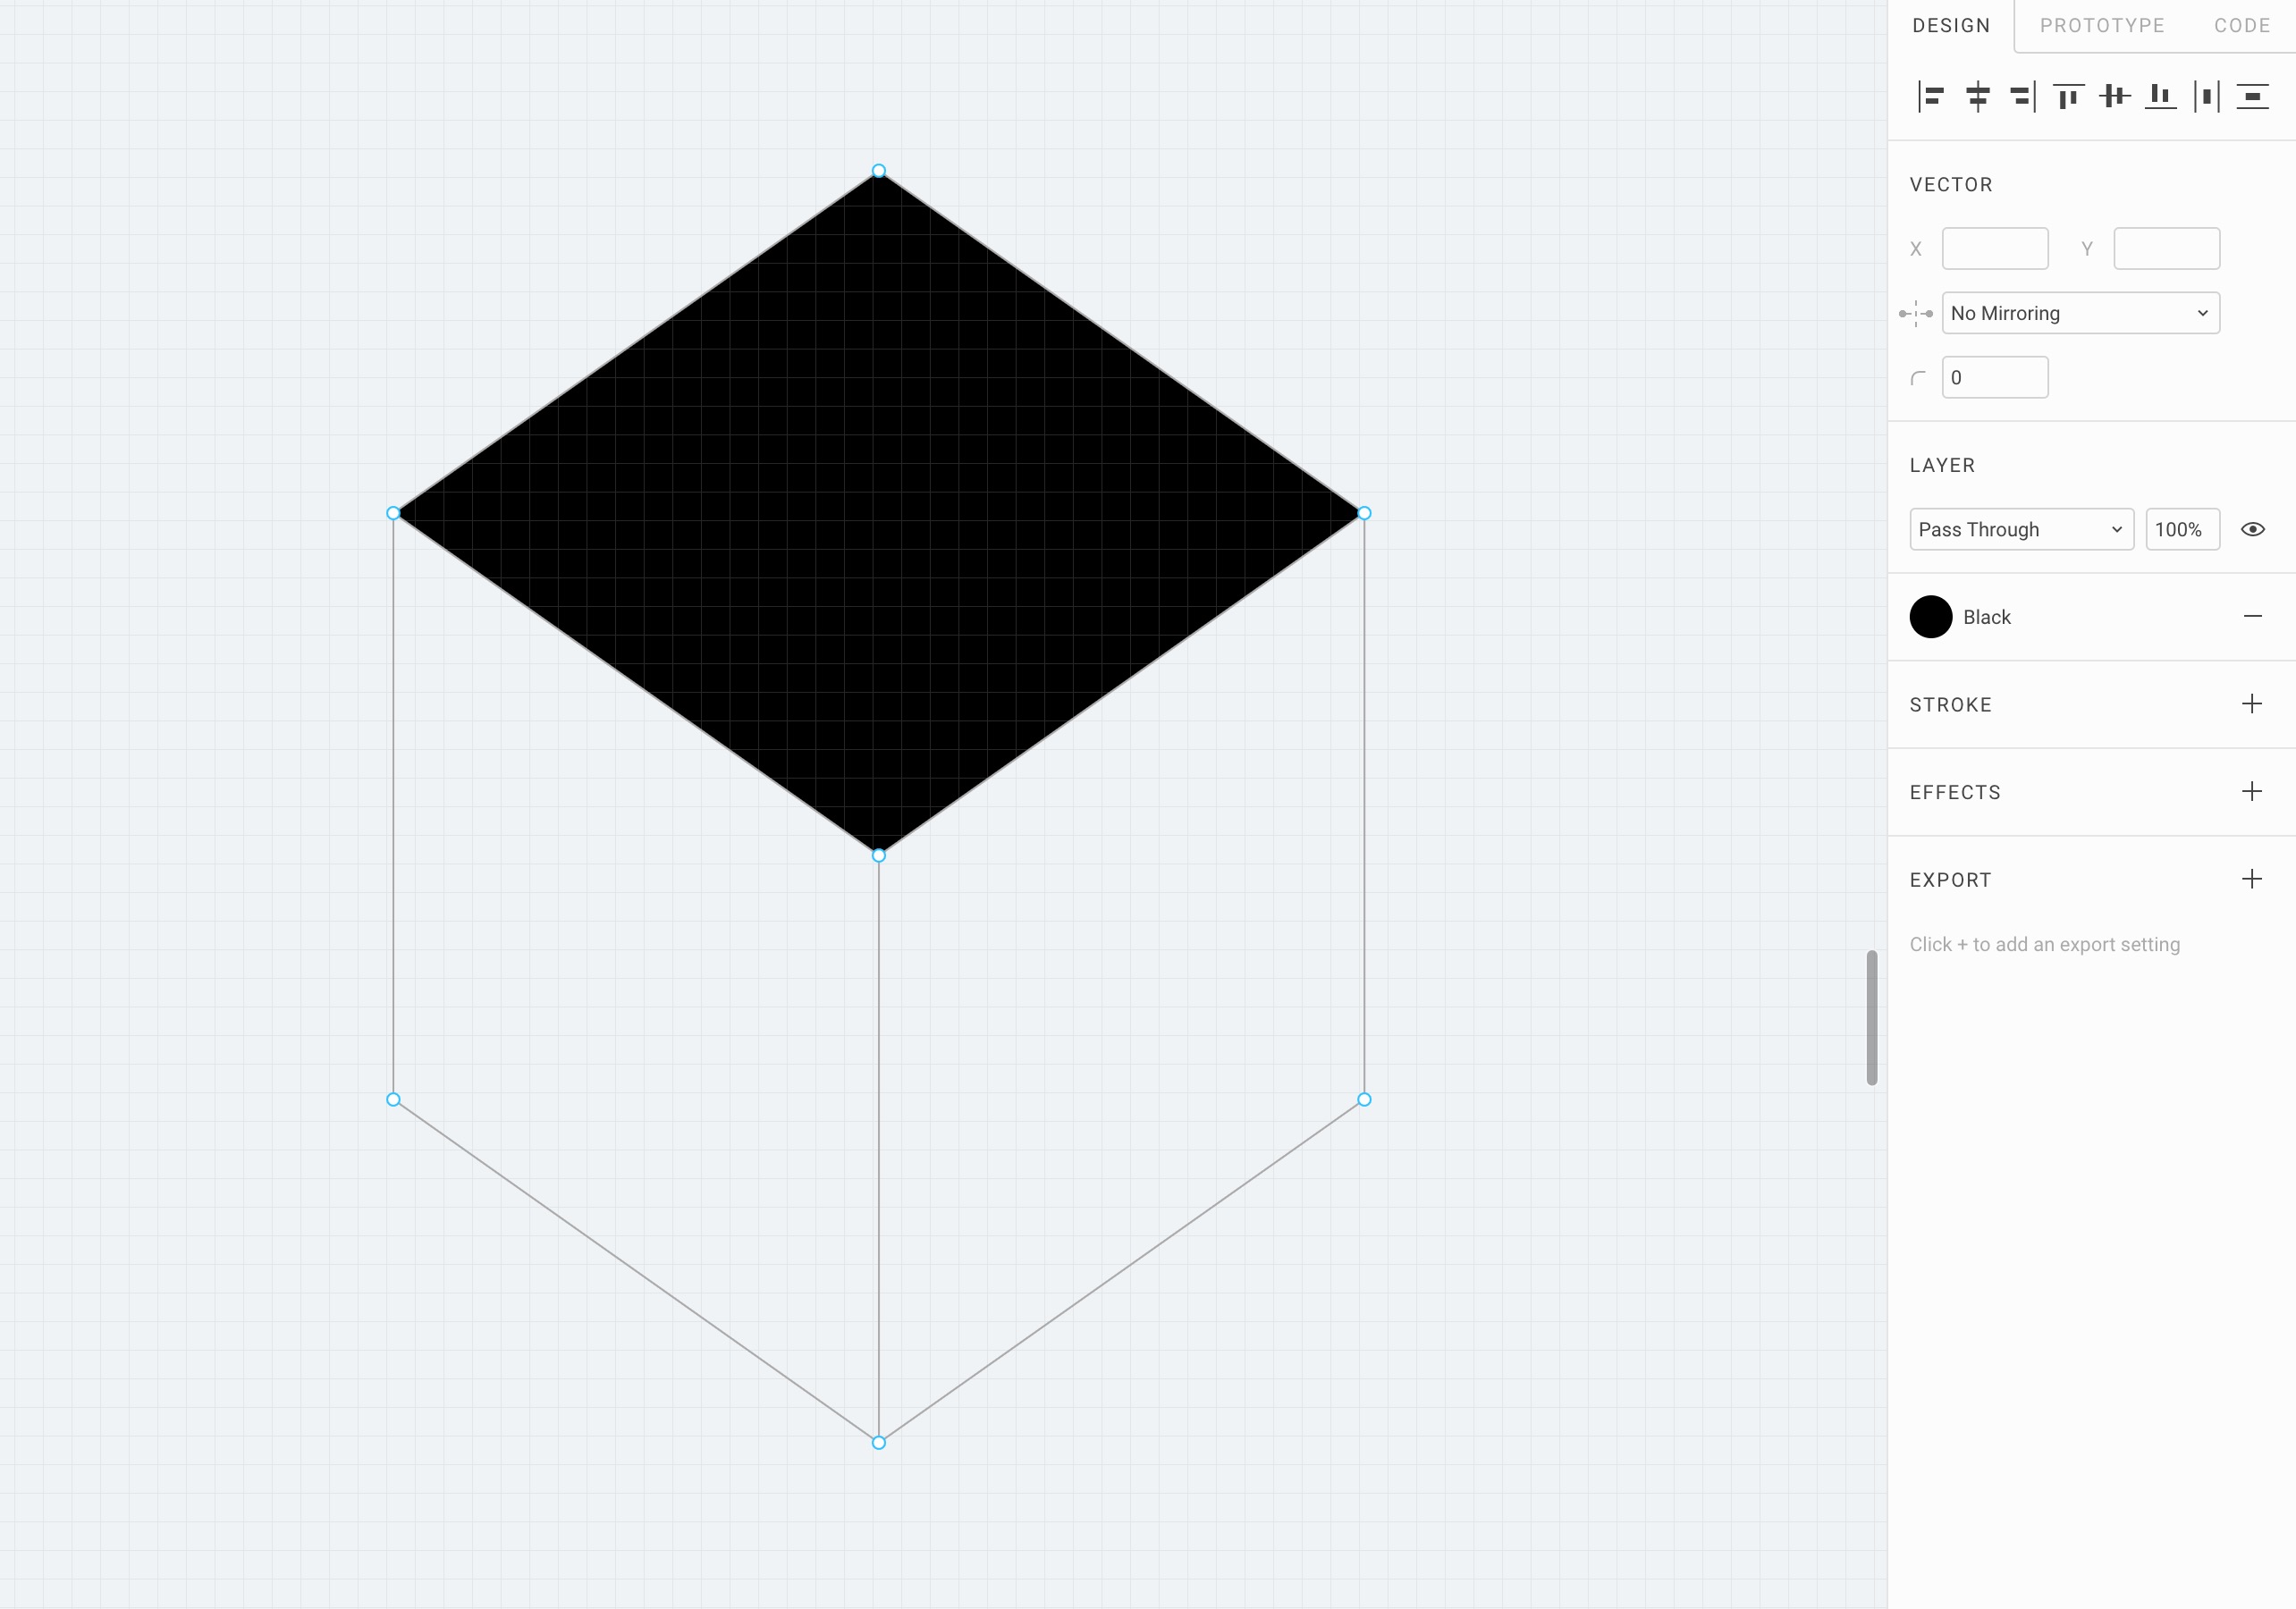 DESIGN PROTOTYPE CODE
VECTOR
X Y
No Mirroring
0
LAYER
Pass Through 100%
Black
STROKE
EFFECTS
EXPORT
Click + to add an export setting